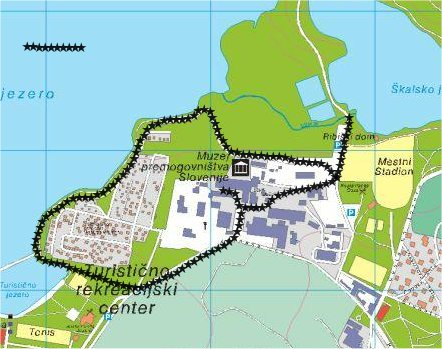 jezero
Škalsko j
Ribiški dom
Mestni
Stadion
Muzej
premogovništva
Slovenije
Turistično
jezero
Turistično
rekreacijski
center
Tenis
P
P